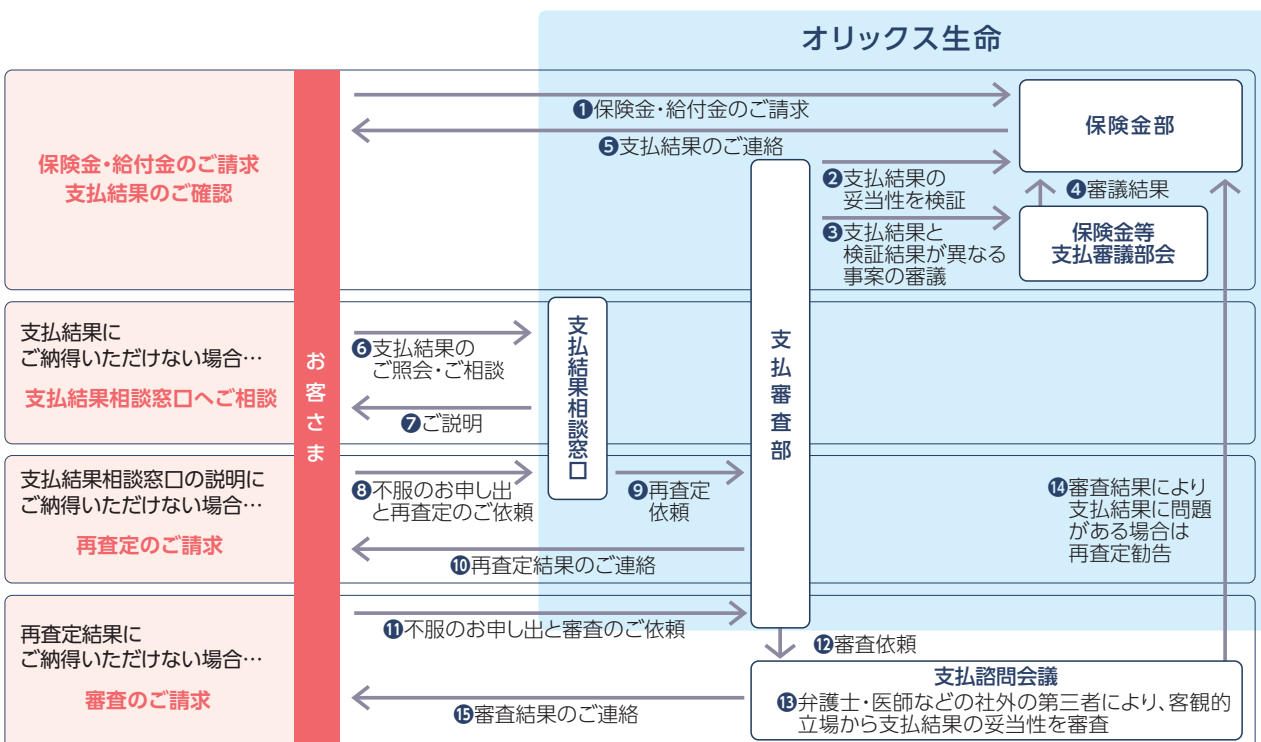 オリックス生命
保険金・給付金のご請求
支払結果のご確認
お客さま
❶保険金・給付金のご請求
❺支払結果のご連絡
保険金部
❷支払結果の
妥当性を検証
❹審議結果
❸支払結果と
検証結果が異なる
事案の審議
保険金等
支払審議部会
支払審査部
支払結果に
ご納得いただけない場合…
支払結果相談窓口へご相談
❻支払結果の
ご照会・ご相談
❼ご説明
支払結果相談窓口
支払結果相談窓口の説明に
ご納得いただけない場合…
再査定のご請求
❽不服のお申し出
と再査定のご依頼
❾再査定
依頼
❿再査定結果のご連絡
⓮審査結果により
支払結果に問題
がある場合は
再査定勧告
再査定結果に
ご納得いただけない場合…
審査のご請求
⓫不服のお申し出と審査のご依頼
⓬審査依頼
支払諮問会議
⓭弁護士・医師などの社外の第三者により、客観的
立場から支払結果の妥当性を審査
⓯審査結果のご連絡